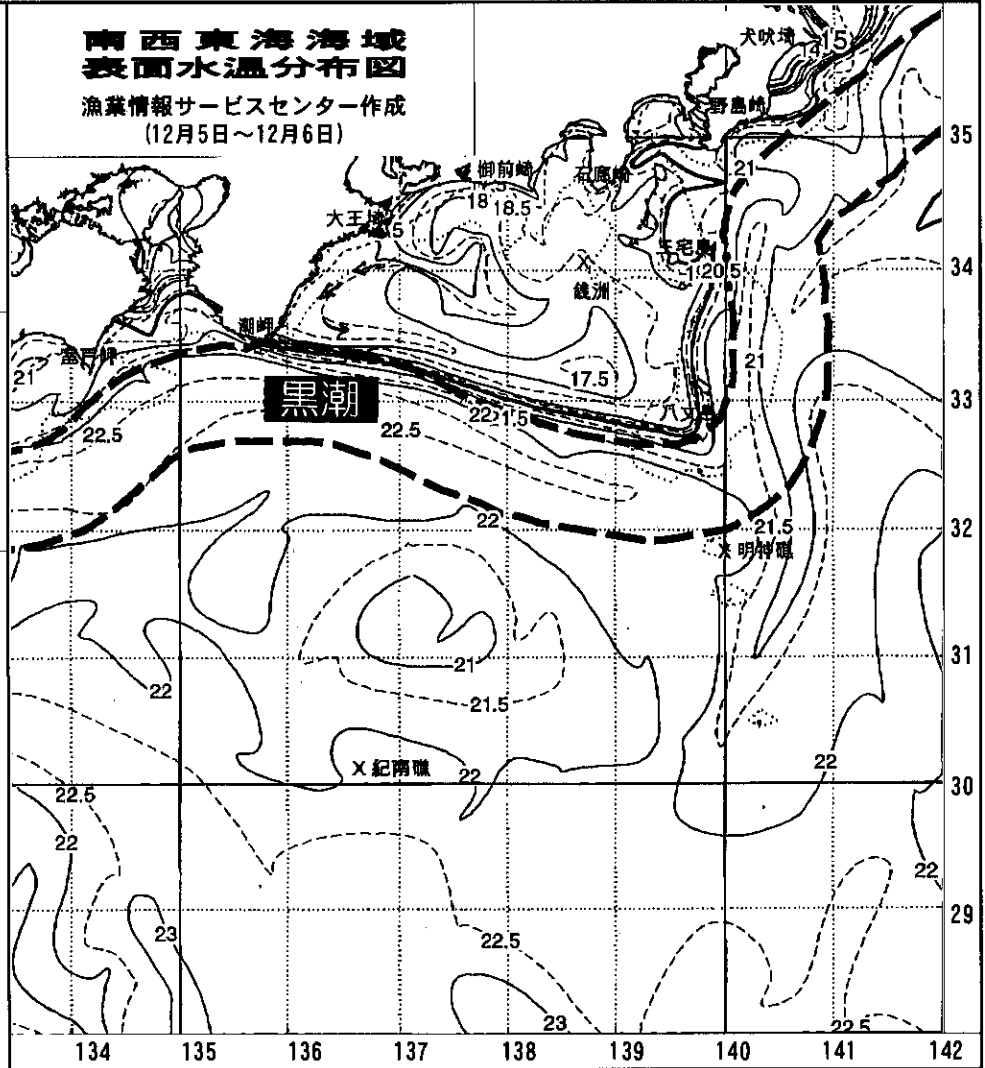 南西東海海域
表面水温分布図
漁業情報サービスセンター作成
(12月5日～12月6日)
犬吠埼
14
15
野島崎
35
御前崎
石廊崎
21
18
18.5
大王埼
三宅島
20.5
34
銭洲
潮岬
室戸岬
21
17.5
21
黒潮
八丈島
33
22
22.5
22.5
22
21.5
32
明神礁
21
31
22
21.5
X 紀南礁
22
22
30
22.5
22
22
29
23
22.5
23
22.5
134
135
136
137
138
139
140
141
142